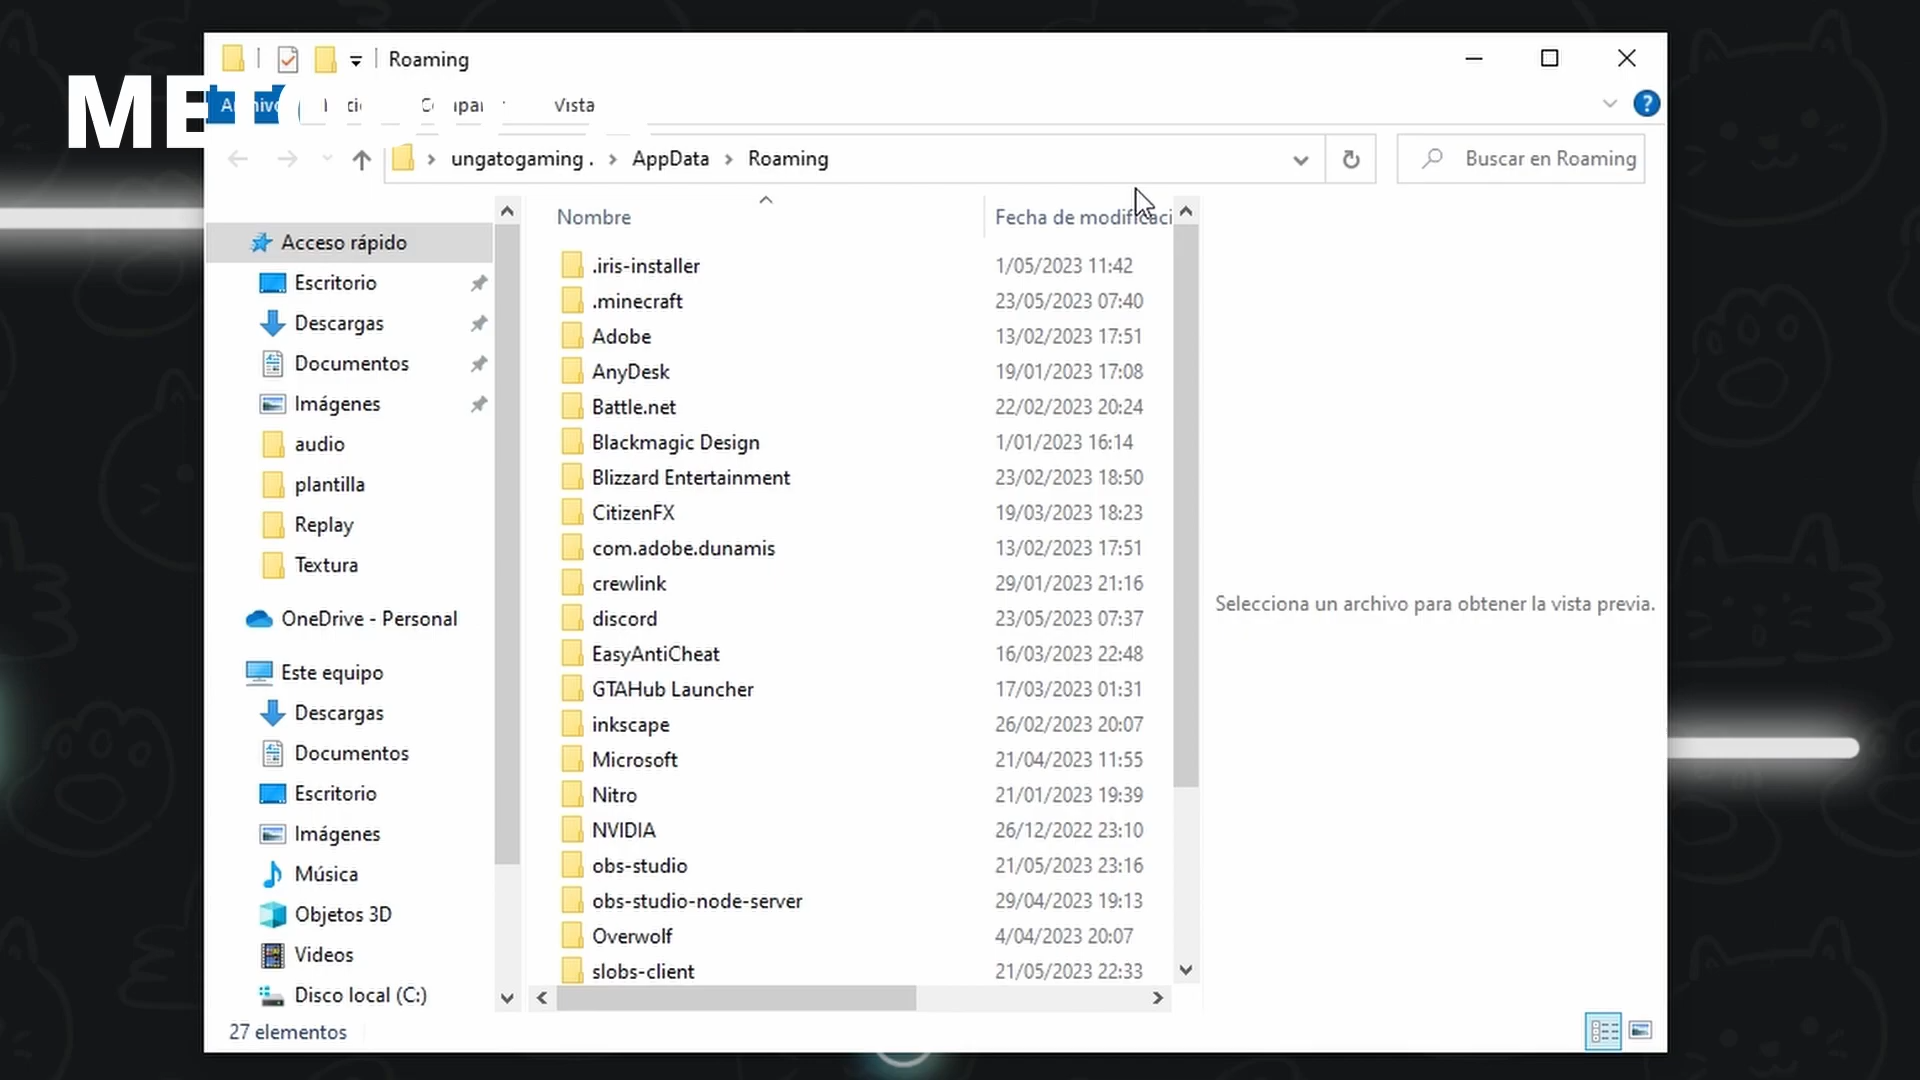 Roaming
MET
Vista
ungatogaming . › AppData › Roaming
Buscar en Roaming
Nombre
Fecha de modificaci
Acceso rápido
Escritorio
Descargas
Documentos
Imágenes
audio
plantilla
Replay
Textura
OneDrive - Personal
Este equipo
Descargas
Documentos
Escritorio
Imágenes
Música
Objetos 3D
Videos
Disco local (C:)
.iris-installer 1/05/2023 11:42
.minecraft 23/05/2023 07:40
Adobe 13/02/2023 17:51
AnyDesk 19/01/2023 17:08
Battle.net 22/02/2023 20:24
Blackmagic Design 1/01/2023 16:14
Blizzard Entertainment 23/02/2023 18:50
CitizenFX 19/03/2023 18:23
com.adobe.dunamis 13/02/2023 17:51
crewlink 29/01/2023 21:16
discord 23/05/2023 07:37
EasyAntiCheat 16/03/2023 22:48
GTAHub Launcher 17/03/2023 01:31
inkscape 26/02/2023 20:07
Microsoft 21/04/2023 11:55
Nitro 21/01/2023 19:39
NVIDIA 26/12/2022 23:10
obs-studio 21/05/2023 23:16
obs-studio-node-server 29/04/2023 19:13
Overwolf 4/04/2023 20:07
slobs-client 21/05/2023 22:33
Selecciona un archivo para obtener la vista previa.
27 elementos